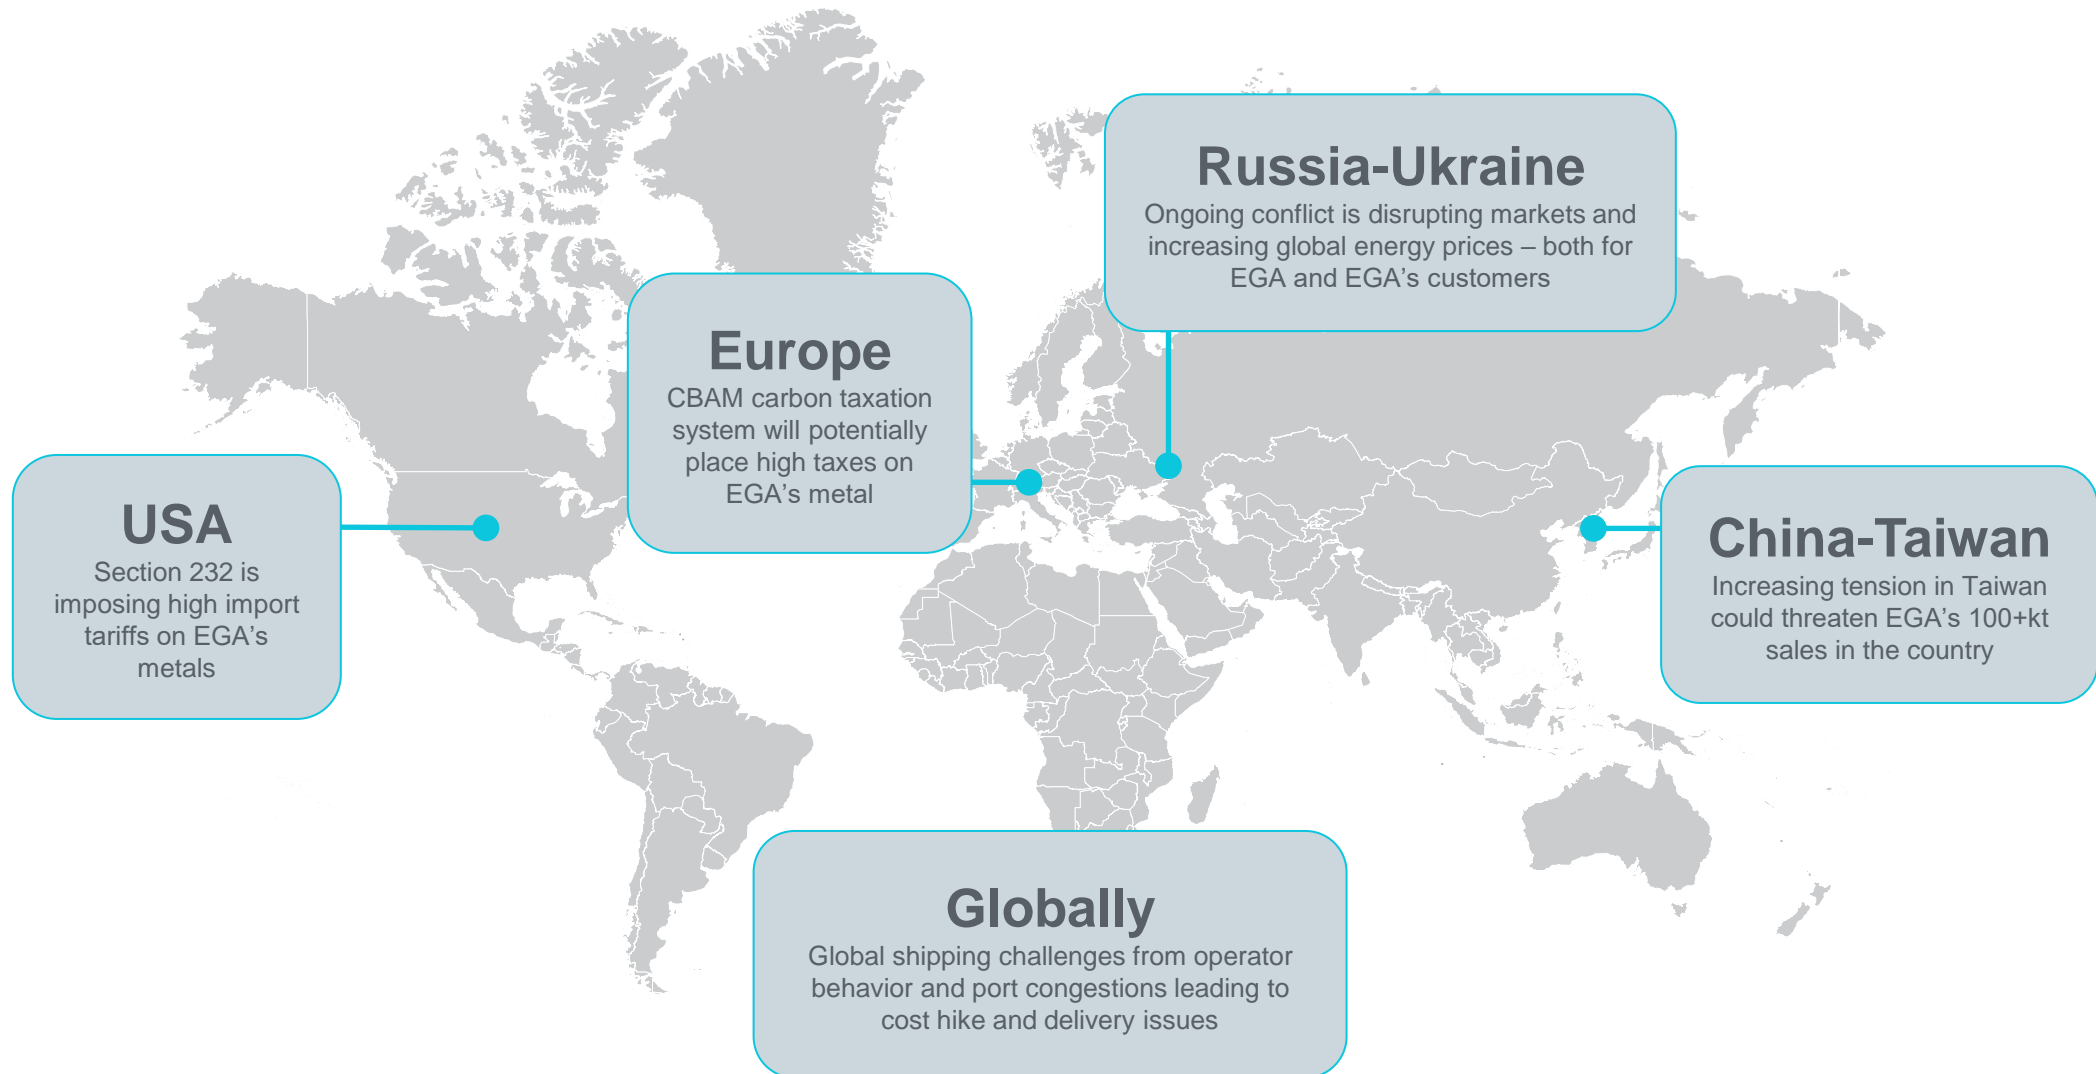 Russia-Ukraine
Ongoing conflict is disrupting markets and
increasing global energy prices – both for
EGA and EGA’s customers
Europe
CBAM carbon taxation
system will potentially
place high taxes on
EGA’s metal
USA
Section 232 is
imposing high import
tariffs on EGA’s
metals
China-Taiwan
Increasing tension in Taiwan
could threaten EGA’s 100+kt
sales in the country
Globally
Global shipping challenges from operator
behavior and port congestions leading to
cost hike and delivery issues